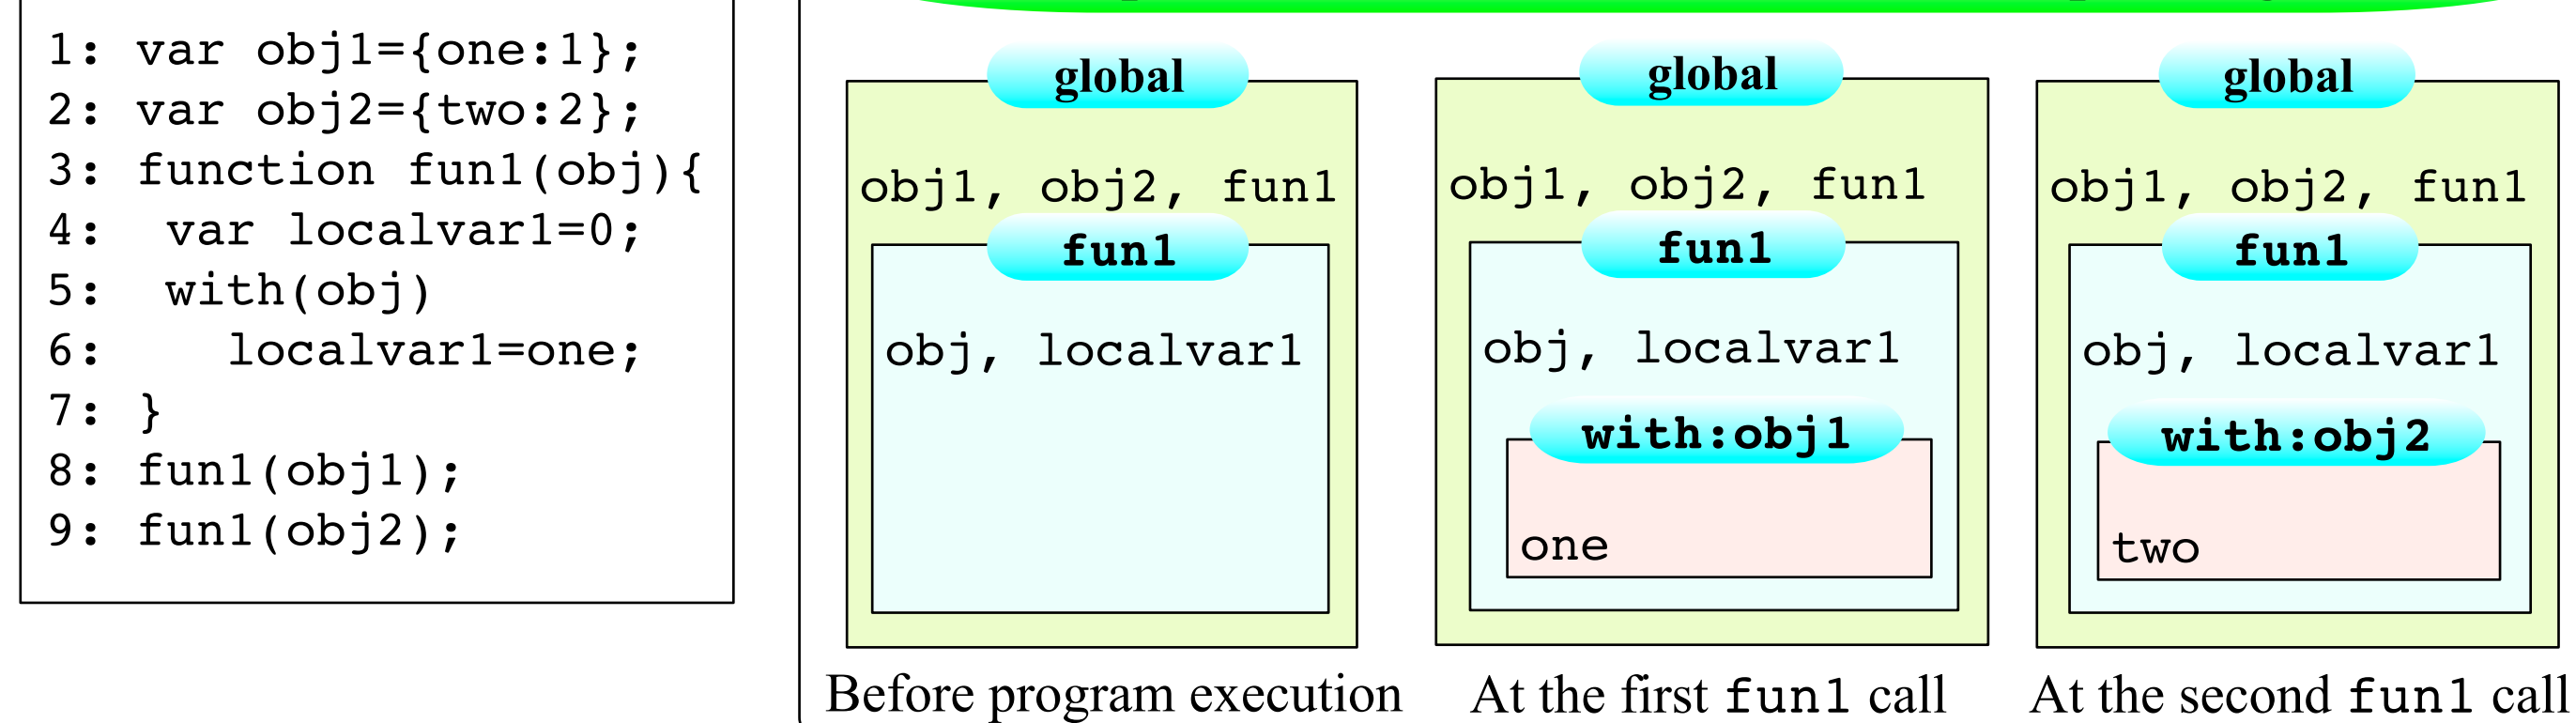 1: var obj1={one:1};
2: var obj2={two:2};
3: function fun1(obj){
4:  var localvar1=0;
5:  with(obj)
6:    localvar1=one;
7: }
8: fun1(obj1);
9: fun1(obj2);
global
obj1, obj2, fun1
fun1
obj, localvar1
Before program execution
global
obj1, obj2, fun1
fun1
obj, localvar1
with:obj1
one
At the first fun1 call
global
obj1, obj2, fun1
fun1
obj, localvar1
with:obj2
two
At the second fun1 call